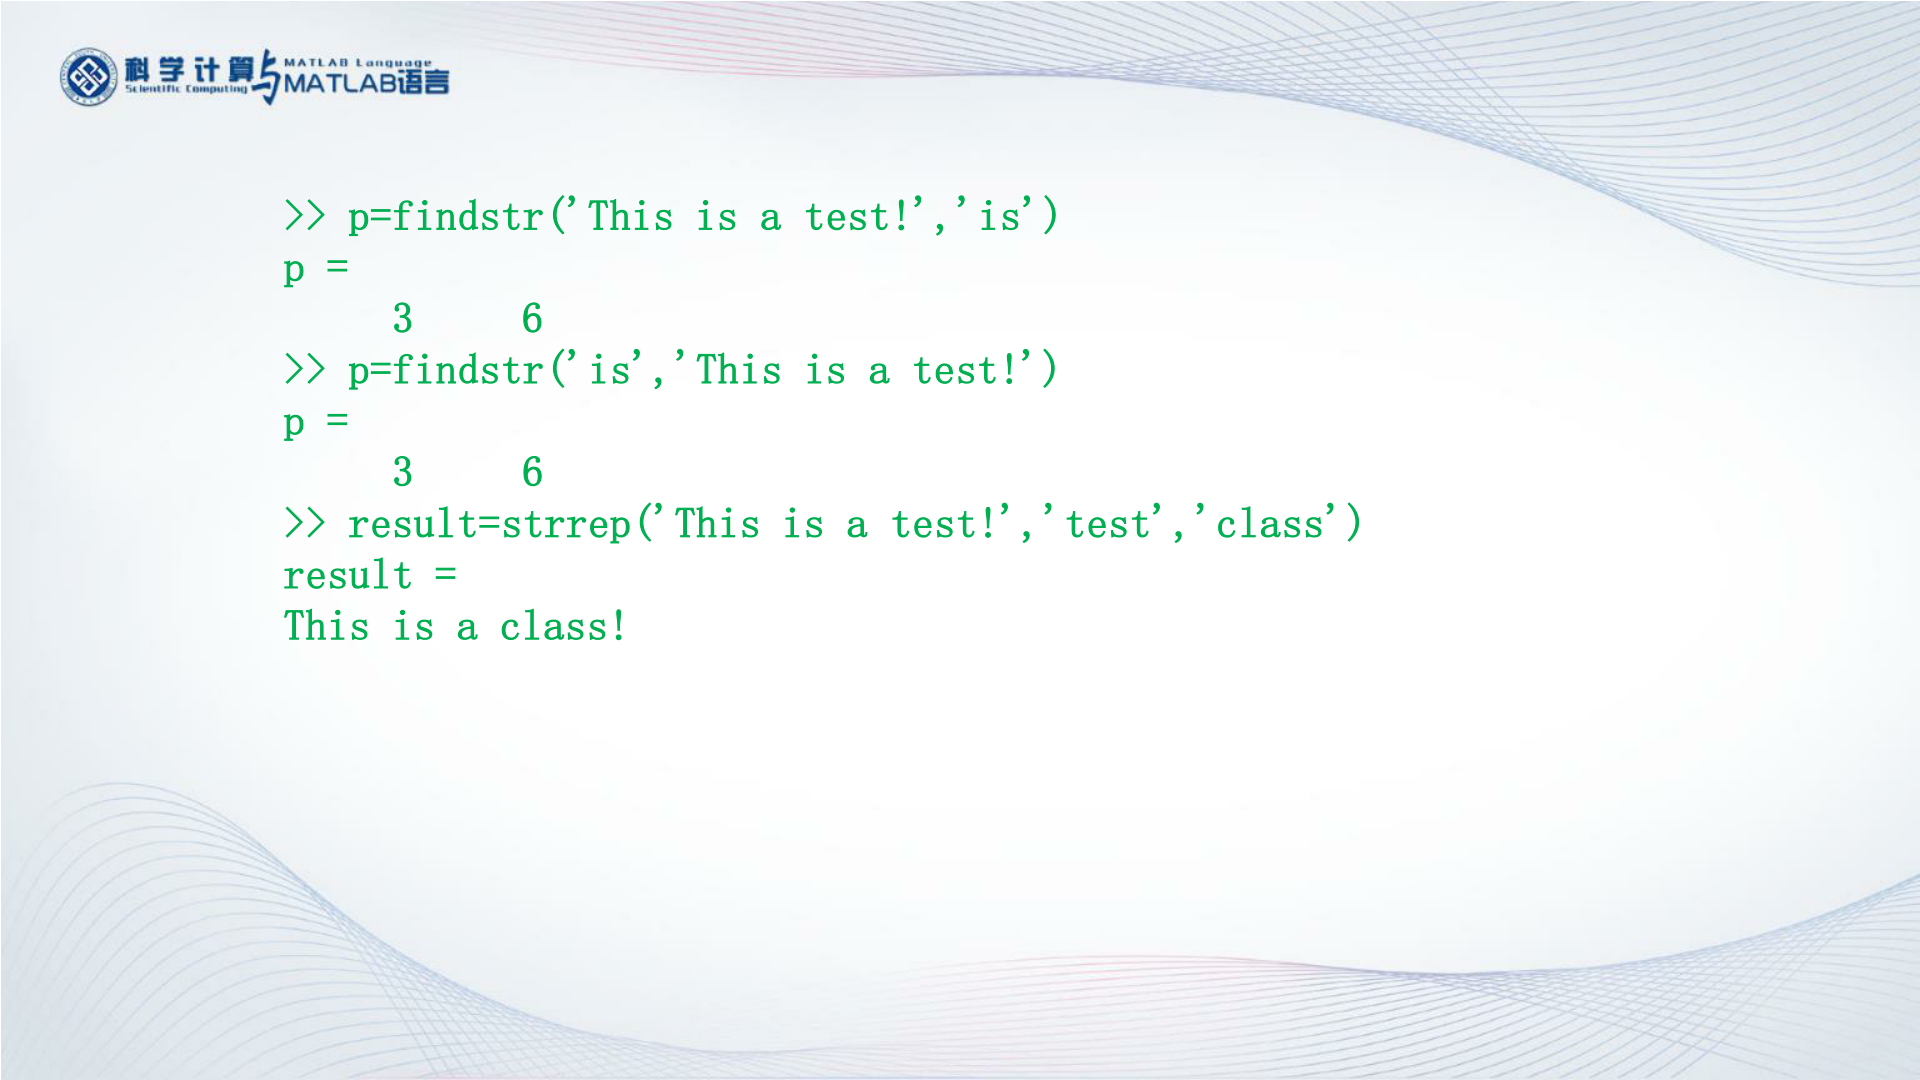 科学计算与MATLAB语言
Scientific Computing MATLAB Language
>> p=findstr('This is a test!','is')
p =
     3     6
>> p=findstr('is','This is a test!')
p =
     3     6
>> result=strrep('This is a test!','test','class')
result =
This is a class!